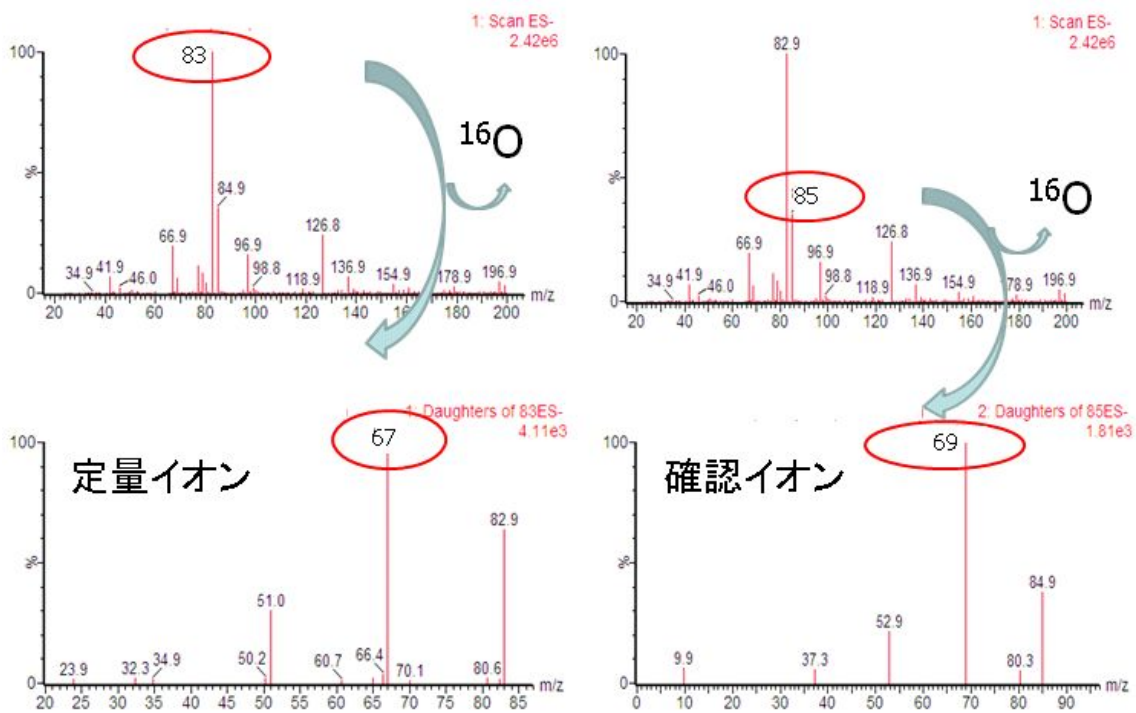 1: Scan ES-
2.42e6
100
83
%
16O
84.9
126.8
66.9
96.9
34.9 41.9 46.0 98.8 118.9 136.9 154.9 178.9 196.9
0
m/z
20 40 60 80 100 120 140 160 180 200
1: Scan ES-
2.42e6
82.9
100
%
85
16O
126.8
66.9
96.9
34.9 41.9 46.0 98.8 118.9 136.9 154.9 78.9 196.9
0
m/z
20 40 60 80 100 120 140 160 180 200
1: Daughters of 83ES-
4.11e3
100
67
定量イオン
82.9
%
51.0
23.9 32.3 34.9 50.2 60.7 66.4 70.1 80.6
0
m/z
20 25 30 35 40 45 50 55 60 65 70 75 80 85
2: Daughters of 85ES-
1.81e3
100
69
確認イオン
84.9
%
52.9
9.9 37.3 80.3
0
m/z
0 10 20 30 40 50 60 70 80 90